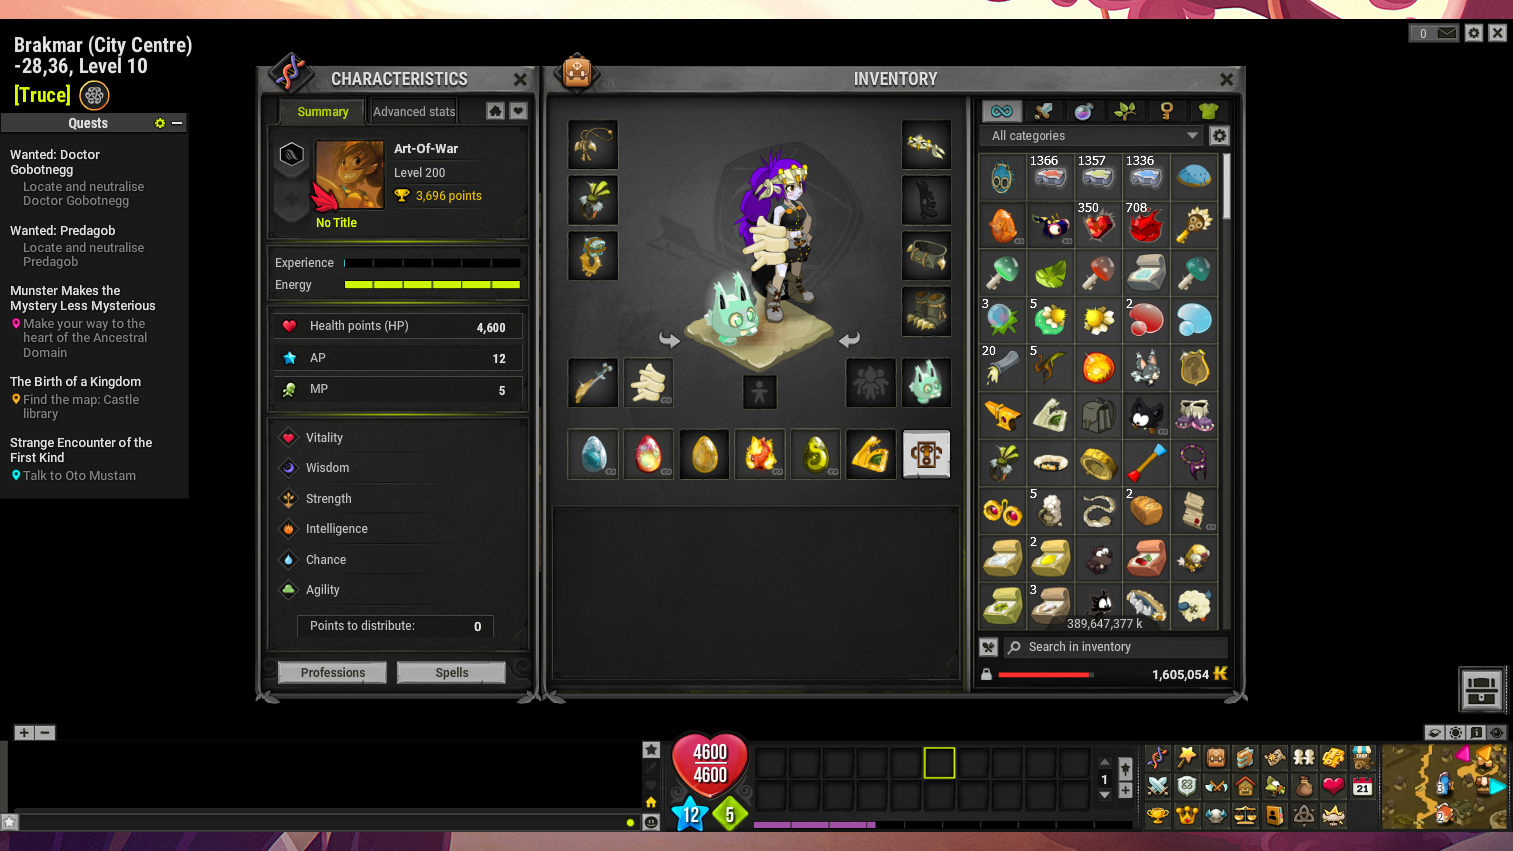 Brakmar (City Centre)
-28,36, Level 10
[Truce]
Quests
Wanted: Doctor
Gobotnegg
Locate and neutralise
Doctor Gobotnegg
Wanted: Predagob
Locate and neutralise
Predagob
Munster Makes the
Mystery Less Mysterious
Make your way to the
heart of the Ancestral
Domain
The Birth of a Kingdom
Find the map: Castle
library
Strange Encounter of the
First Kind
Talk to Oto Mustam
CHARACTERISTICS
Summary
Advanced stats
Art-Of-War
Level 200
3,696 points
No Title
Experience
Energy
Health points (HP) 4,600
AP 12
MP 5
Vitality
Wisdom
Strength
Intelligence
Chance
Agility
Points to distribute: 0
Professions
Spells
INVENTORY
All categories
1366 1357 1336
350 708
3 5 2
20 5
5 2
2
3
389,647,377 k
Search in inventory
1,605,054 K
0
4600
4600
12
5
1
SHOP
21
3
2